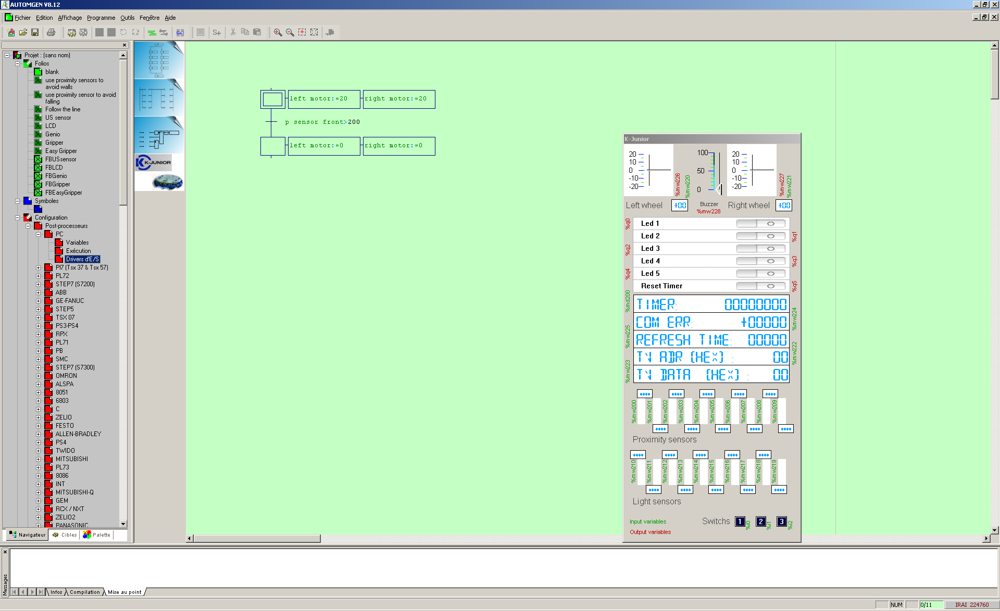 AUTOMGEN V8.12
Fichier Edition Affichage Programme Outils Fenêtre Aide
Projet : (sans nom)
Folios
blank
use proximity sensors to
avoid walls
use proximity sensor to avoid
falling
Follow the line
US sensor
LCD
Genio
Gripper
Easy Gripper
FBUSsensor
FBLCD
FBGenio
FBGripper
FBEasyGripper
Symboles
Configuration
Post-processeurs
PC
Variables
Exécution
Drivers d'E/S
Pl7 (Tsx 37 & Tsx 57)
PL72
STEP7 (S7200)
ABB
GE-FANUC
STEP5
TSX 07
PS3-PS4
RPX
PL71
PB
SMC
STEP7 (S7300)
OMRON
ALSPA
8051
6803
C
ZELIO
FESTO
ALLEN-BRADLEY
PS4
TWIDO
MITSUBISHI
PL73
8086
INT
MITSUBISHI-Q
GEM
RCX / NXT
ZELIO2
PANASONIC
Navigateur Cibles Palette
K-JUNIOR
left motor:=20 right motor:=20
p sensor front>200
left motor:=0 right motor:=0
K-Junior
20
10
0
-10
-20
%mw226
%mw220
100
50
0
20
10
0
-10
-20
%mw227
%mw221
Left wheel +00
Buzzer
%mw228
Right wheel +00
%q0
Led 1
Led 2
%q1
%q2
Led 3
Led 4
%q3
%q4
Led 5
Reset Timer
%q5
%md200
TIMER: 00000000
COM ERR: +00000
%mw224
%mw225
REFRESH TIME: 00000
%mw222
TV ADR (HEX) : 00
%mw223
TV DATA (HEX) : 00
%mw200 %mw201 %mw202 %mw203 %mw204 %mw205 %mw206 %mw207 %mw208 %mw209
Proximity sensors
%mw210 %mw211 %mw212 %mw213 %mw214 %mw215 %mw216 %mw217 %mw218 %mw219
Light sensors
Input variables
Output variables
Switchs 1 %i0 2 %i1 3 %i2
Messages
Infos Compilation Mise au point
NUM 0/11 IRAI 224760